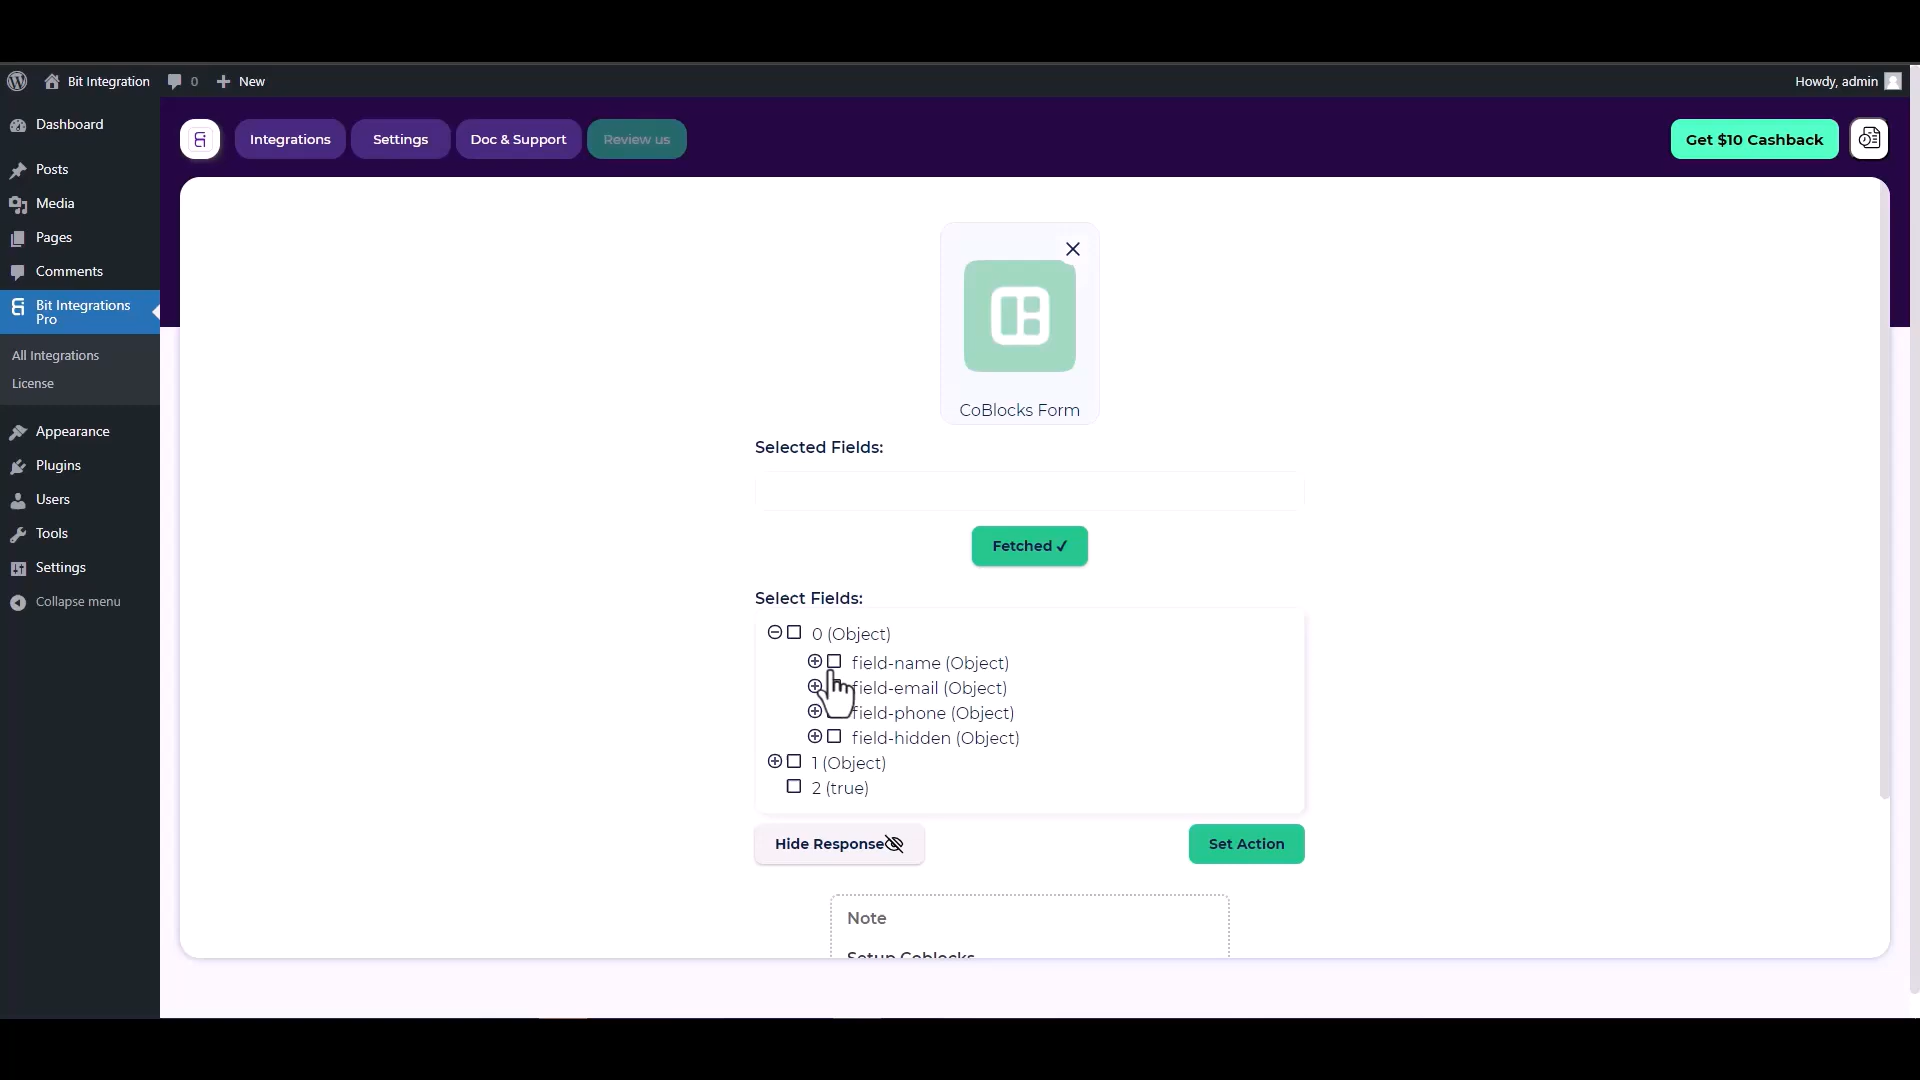 Bit Integration
0
New
Howdy, admin
Dashboard
Posts
Media
Pages
Comments
Bit Integrations
Pro
All Integrations
License
Appearance
Plugins
Users
Tools
Settings
Collapse menu
Integrations
Settings
Doc & Support
Review us
Get $10 Cashback
CoBlocks Form
Selected Fields:
Fetched ✓
Select Fields:
0 (Object)
field-name (Object)
field-email (Object)
field-phone (Object)
field-hidden (Object)
1 (Object)
2 (true)
Hide Response
Set Action
Note
Setup Coblocks